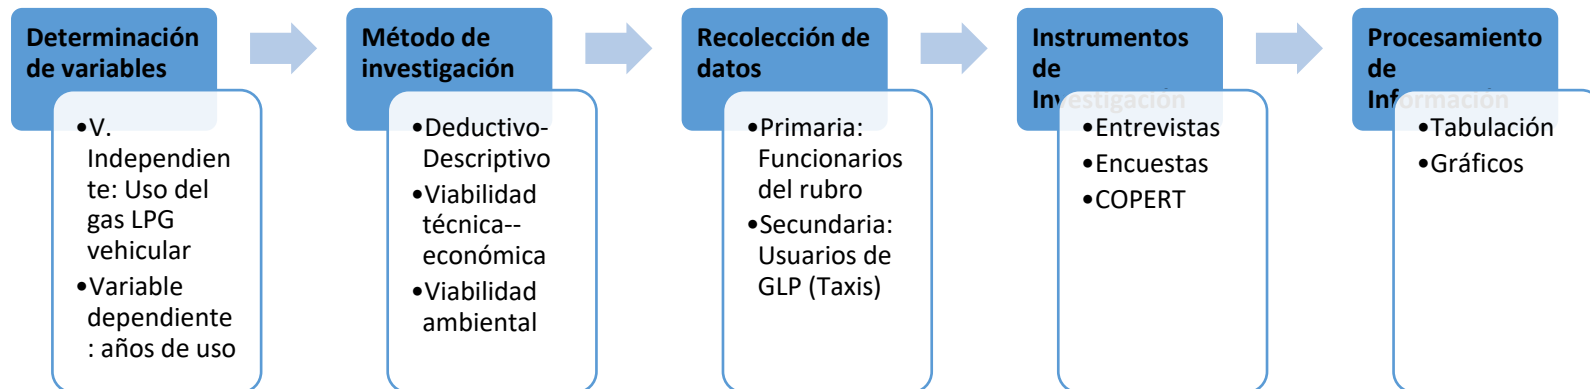 Determinación
de variables
•V.
Independien
te: Uso del
gas LPG
vehicular
•Variable
dependiente
: años de uso
Método de
investigación
•Deductivo-
Descriptivo
•Viabilidad
técnica--
económica
•Viabilidad
ambiental
Recolección de
datos
•Primaria:
Funcionarios
del rubro
•Secundaria:
Usuarios de
GLP (Taxis)
Instrumentos
de
Investigación
•Entrevistas
•Encuestas
•COPERT
Procesamiento
de
Información
•Tabulación
•Gráficos